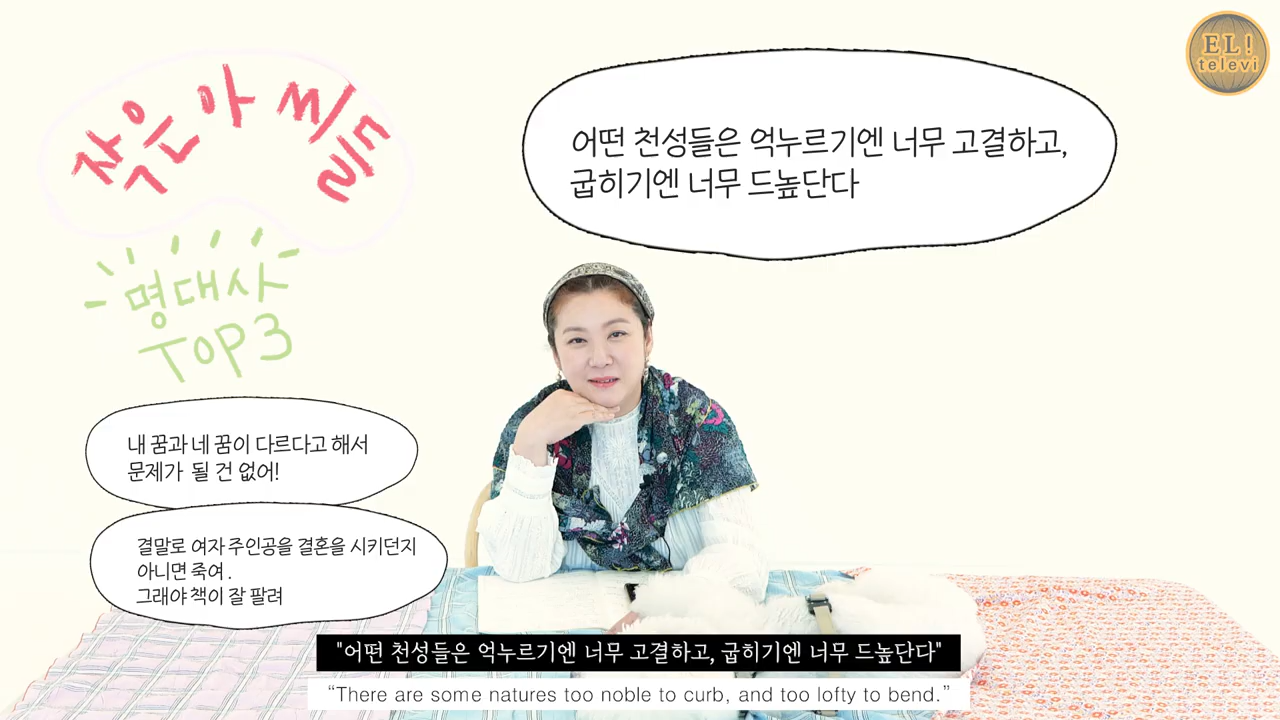 EL!
televi
작은 아씨들
명대사
TOP3
어떤 천성들은 억누르기엔 너무 고결하고,
굽히기엔 너무 드높단다
내 꿈과 네 꿈이 다르다고 해서
문제가 될 건 없어!
결말로 여자 주인공을 결혼을 시키던지
아니면 죽여.
그래야 책이 잘 팔려
"어떤 천성들은 억누르기엔 너무 고결하고, 굽히기엔 너무 드높단다"
“There are some natures too noble to curb, and too lofty to bend.”